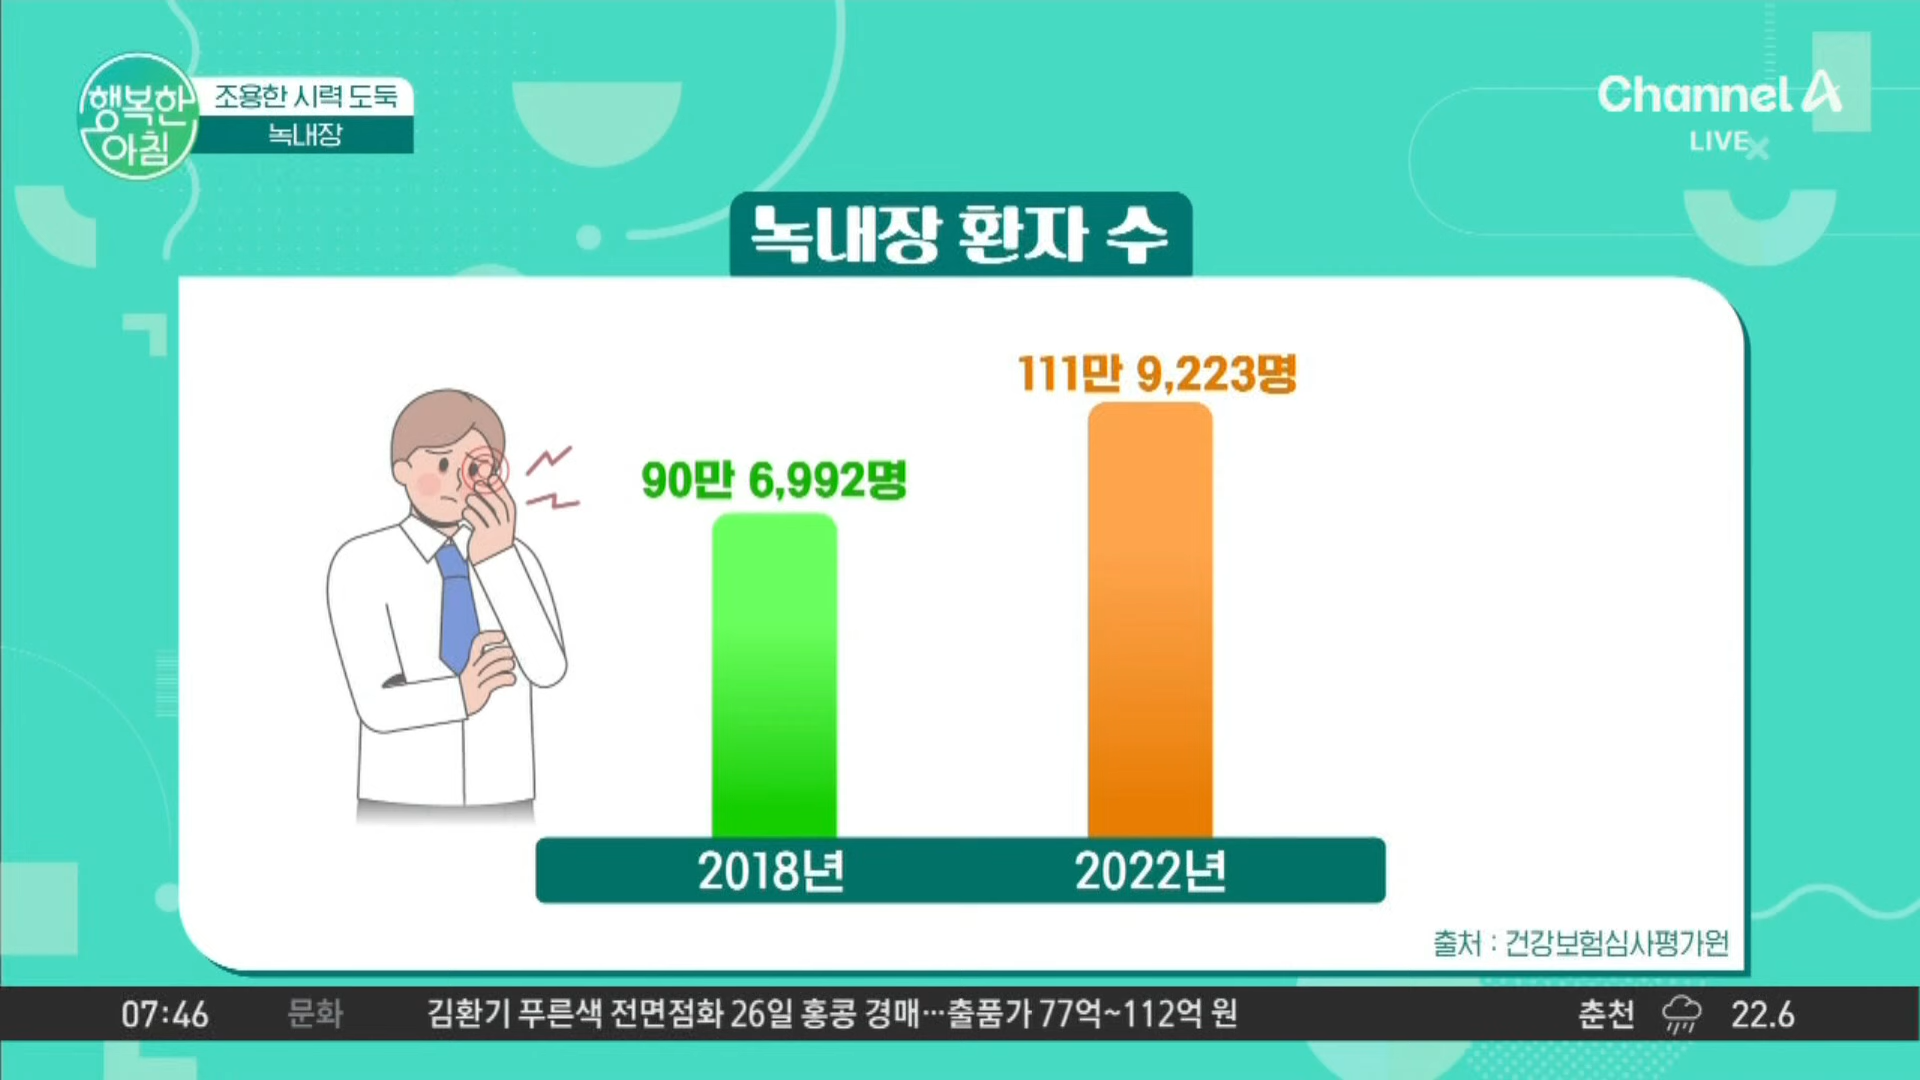 행복한
아침
조용한 시력 도둑
녹내장
Channel A
LIVE
녹내장 환자 수
90만 6,992명
111만 9,223명
2018년
2022년
출처 : 건강보험심사평가원
07:46 문화 김환기 푸른색 전면점화 26일 홍콩 경매…출품가 77억~112억 원 춘천 22.6